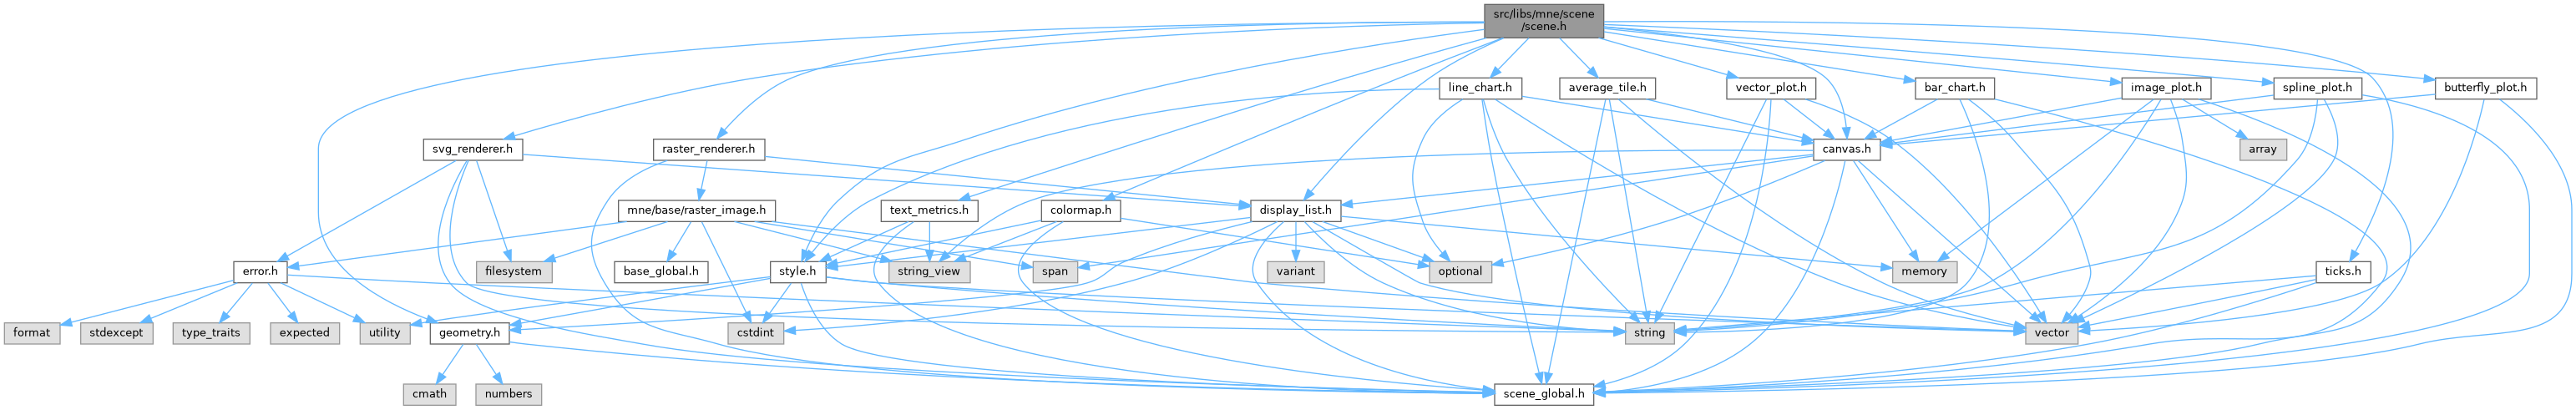 src/libs/mne/scene
/scene.h
line_chart.h
average_tile.h
vector_plot.h
bar_chart.h
image_plot.h
spline_plot.h
butterfly_plot.h
svg_renderer.h
raster_renderer.h
canvas.h
array
mne/base/raster_image.h
text_metrics.h
colormap.h
display_list.h
error.h
filesystem
base_global.h
style.h
string_view
span
variant
optional
memory
ticks.h
format
stdexcept
type_traits
expected
utility
geometry.h
cstdint
string
vector
cmath
numbers
scene_global.h